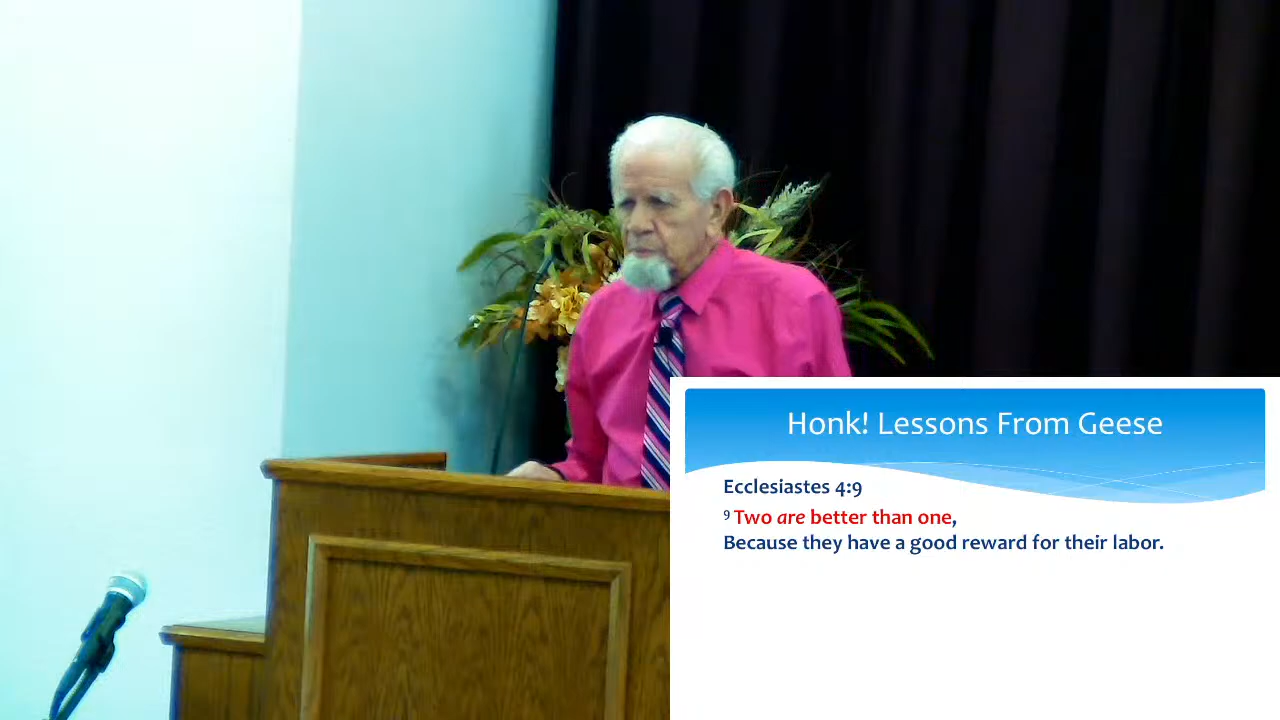 Honk! Lessons From Geese
Ecclesiastes 4:9
9 Two are better than one,
Because they have a good reward for their labor.